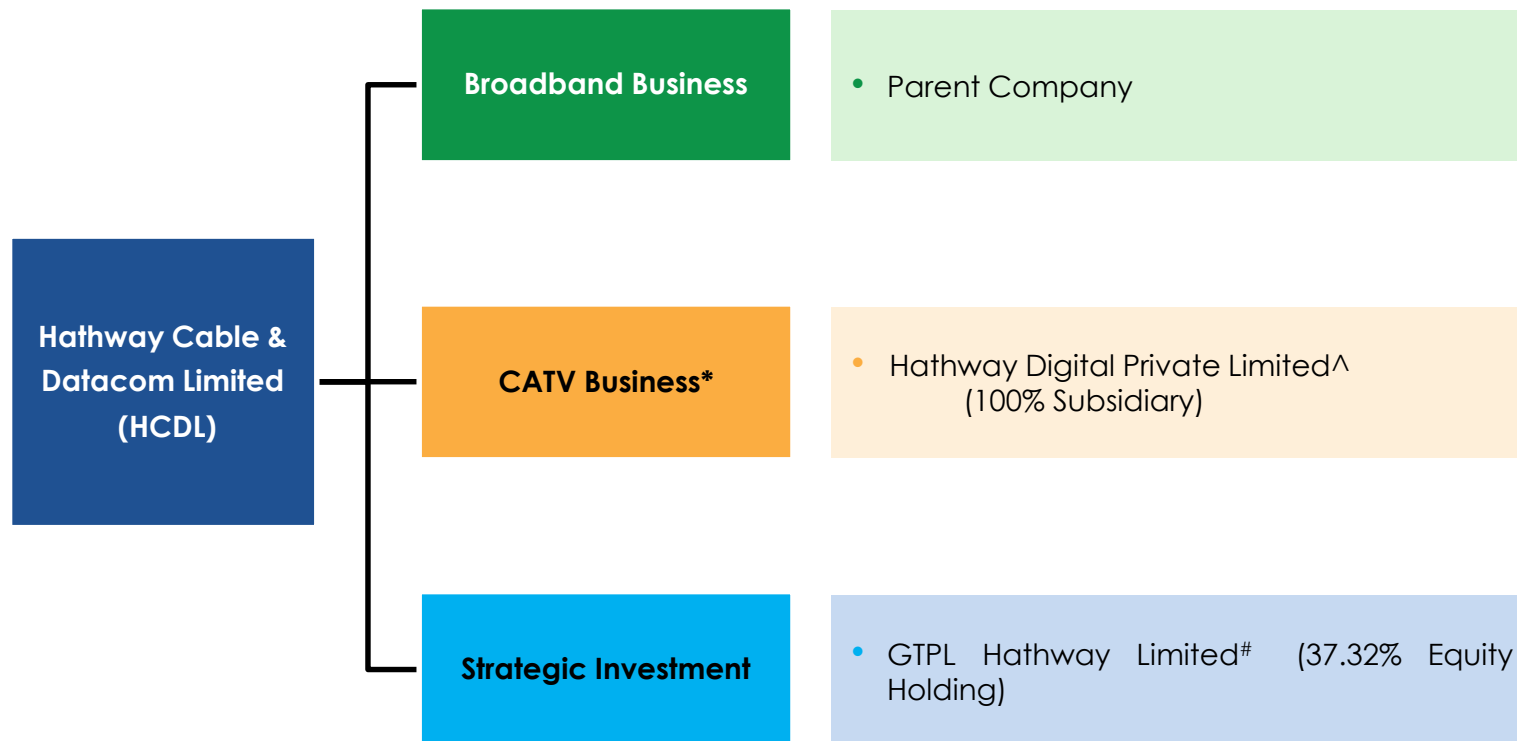 Broadband Business
• Parent Company
Hathway Cable &
Datacom Limited
(HCDL)
CATV Business*
• Hathway Digital Private Limited^
(100% Subsidiary)
Strategic Investment
• GTPL Hathway Limited# (37.32% Equity
Holding)